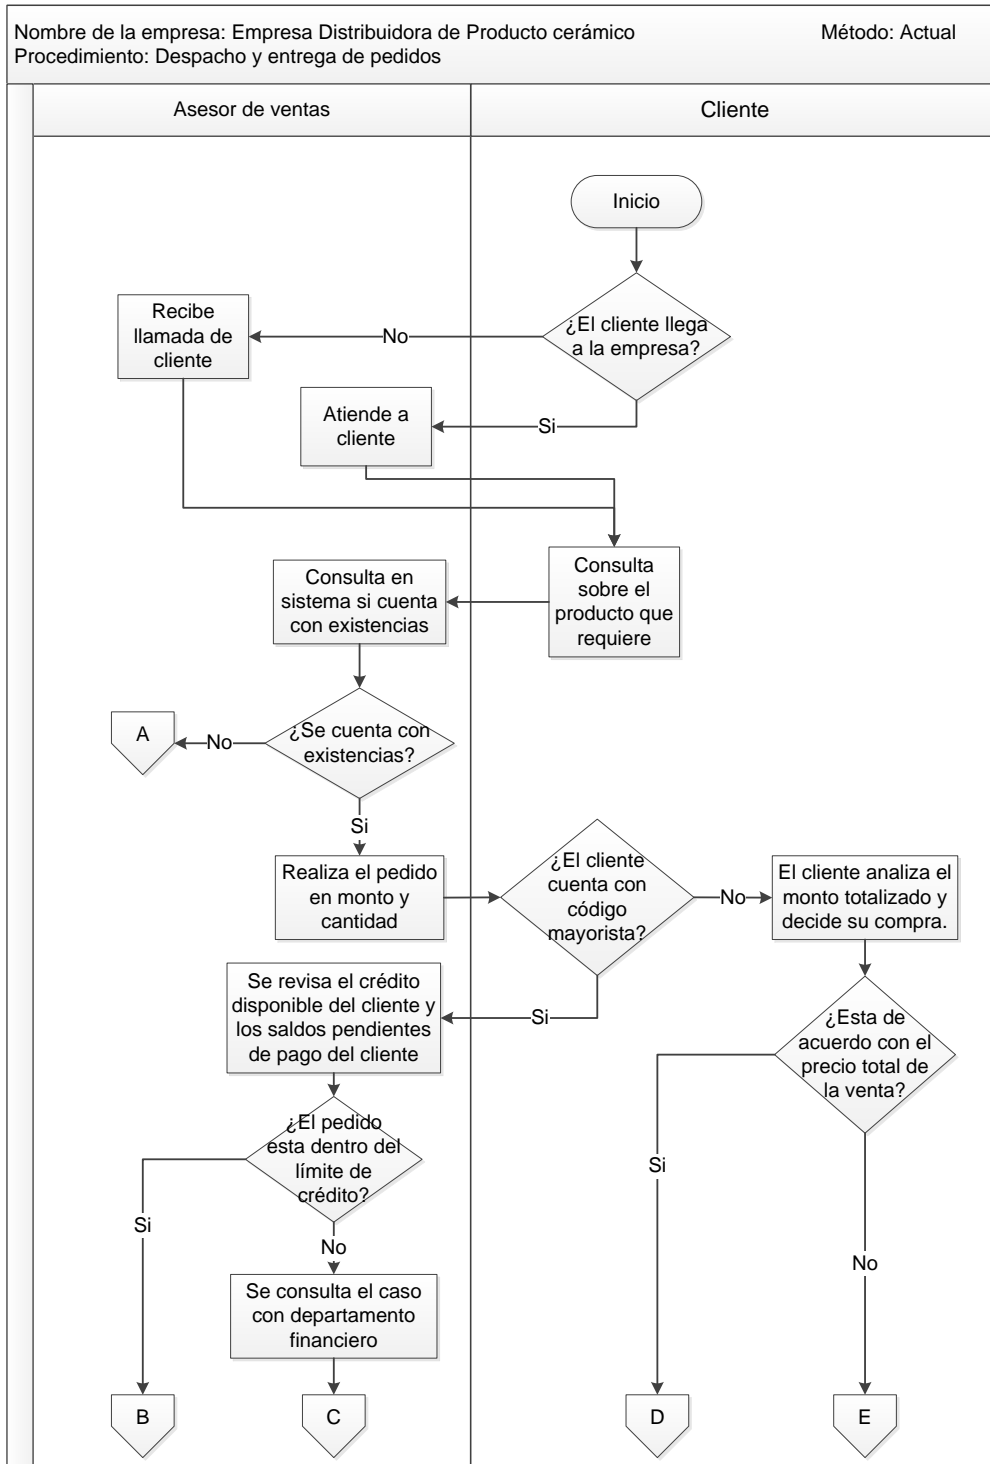 Nombre de la empresa: Empresa Distribuidora de Producto cerámico
Método: Actual
Procedimiento: Despacho y entrega de pedidos
Asesor de ventas
Cliente
Inicio
¿El cliente llega
a la empresa?
No
Recibe
llamada de
cliente
Si
Atiende a
cliente
Consulta
sobre el
producto que
requiere
Consulta en
sistema si cuenta
con existencias
¿Se cuenta con
existencias?
No
A
Si
Realiza el pedido
en monto y
cantidad
¿El cliente
cuenta con
código
mayorista?
No
El cliente analiza el
monto totalizado y
decide su compra.
Si
Se revisa el crédito
disponible del cliente y
los saldos pendientes
de pago del cliente
¿Esta de
acuerdo con el
precio total de
la venta?
¿El pedido
esta dentro del
límite de
crédito?
Si
No
Si
No
Se consulta el caso
con departamento
financiero
B
C
D
E